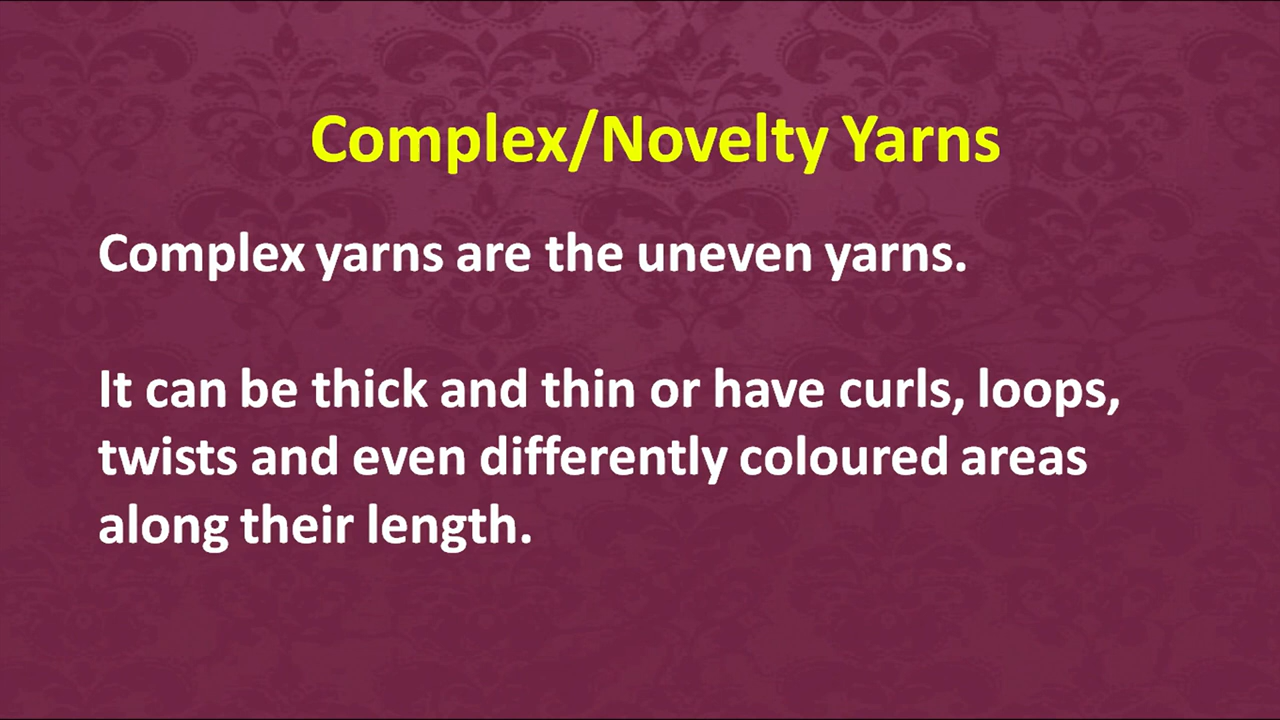 Complex/Novelty Yarns
Complex yarns are the uneven yarns.
It can be thick and thin or have curls, loops,
twists and even differently coloured areas
along their length.